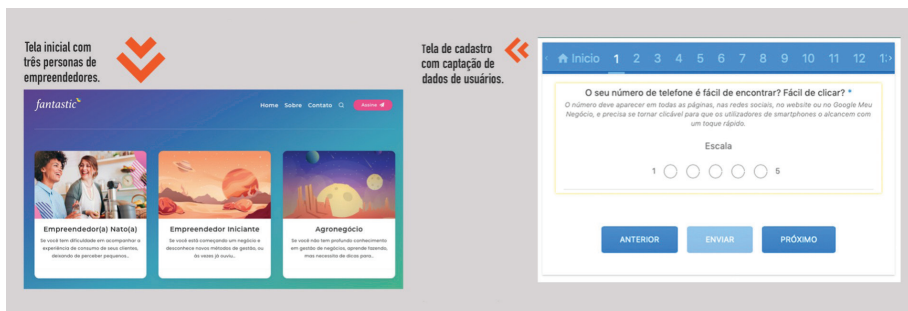 Tela inicial com
três personas de
empreendedores.
fantastic
Home Sobre Contato Assine
Empreendedor(a) Nato(a)
Se você tem dificuldade em acompanhar a
experiência de consumo de seus clientes,
deixando de perceber pequenos..
Empreendedor Iniciante
Se você está começando um negócio e
desconhece novos métodos de gestão, ou
às vezes já ouviu..
Agronegócio
Se você não tem profundo conhecimento
em gestão de negócios, aprende fazendo,
mas necessita de dicas para..
Tela de cadastro
com captação de
dados de usuários.
Inicio 1 2 3 4 5 6 7 8 9 10 11 12
O seu número de telefone é fácil de encontrar? Fácil de clicar? *
O número deve aparecer em todas as páginas, nas redes sociais, no website ou no Google Meu
Negócio, e precisa se tornar clicável para que os utilizadores de smartphones o alcancem com
um toque rápido.
Escala
1 5
ANTERIOR ENVIAR PRÓXIMO